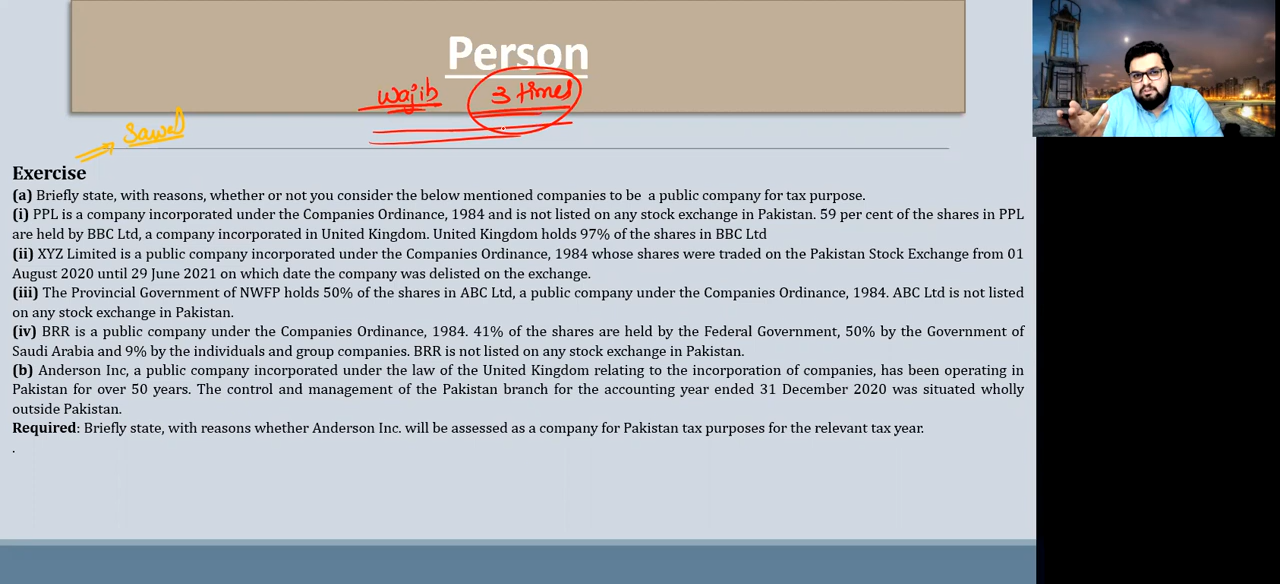 Person
wajib 3 times
Sawal
Exercise
(a) Briefly state, with reasons, whether or not you consider the below mentioned companies to be a public company for tax purpose.
(i) PPL is a company incorporated under the Companies Ordinance, 1984 and is not listed on any stock exchange in Pakistan. 59 per cent of the shares in PPL
are held by BBC Ltd, a company incorporated in United Kingdom. United Kingdom holds 97% of the shares in BBC Ltd
(ii) XYZ Limited is a public company incorporated under the Companies Ordinance, 1984 whose shares were traded on the Pakistan Stock Exchange from 01
August 2020 until 29 June 2021 on which date the company was delisted on the exchange.
(iii) The Provincial Government of NWFP holds 50% of the shares in ABC Ltd, a public company under the Companies Ordinance, 1984. ABC Ltd is not listed
on any stock exchange in Pakistan.
(iv) BRR is a public company under the Companies Ordinance, 1984. 41% of the shares are held by the Federal Government, 50% by the Government of
Saudi Arabia and 9% by the individuals and group companies. BRR is not listed on any stock exchange in Pakistan.
(b) Anderson Inc, a public company incorporated under the law of the United Kingdom relating to the incorporation of companies, has been operating in
Pakistan for over 50 years. The control and management of the Pakistan branch for the accounting year ended 31 December 2020 was situated wholly
outside Pakistan.
Required: Briefly state, with reasons whether Anderson Inc. will be assessed as a company for Pakistan tax purposes for the relevant tax year.
.